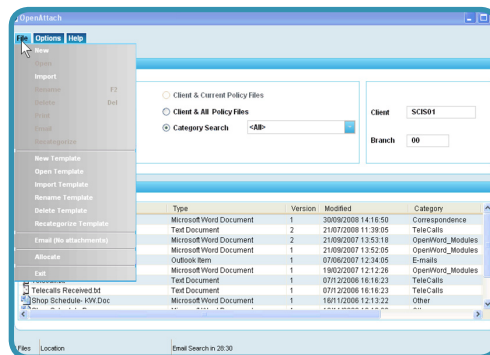 OpenAttach
File Options Help
New
Open
Import
Rename F2
Delete Del
Print
Email
Recategorize
New Template
Open Template
Import Template
Rename Template
Delete Template
Recategorize Template
Email (No attachments)
Allocate
Exit
Client & Current Policy Files
Client & All Policy Files
Category Search <All>
Client SCIS01
Branch 00
Type Version Modified Category
Microsoft Word Document 1 30/09/2008 14:16:50 Correspondence
Text Document 2 21/07/2008 11:39:05 TeleCalls
Microsoft Word Document 2 21/09/2007 13:53:18 OpenWord_Modules
Microsoft Word Document 1 21/09/2007 13:52:05 OpenWord_Modules
Outlook Item 1 07/06/2007 12:34:05 E-mails
Microsoft Word Document 1 19/02/2007 12:12:26 OpenWord_Modules
Text Document 1 07/12/2006 16:16:23 TeleCalls
Telecalls Received.txt Text Document 1 07/12/2006 16:16:23 TeleCalls
Shop Schedule- KW.Doc Microsoft Word Document 1 16/11/2006 12:13:22 Other
Files Location Email Search in 28:30